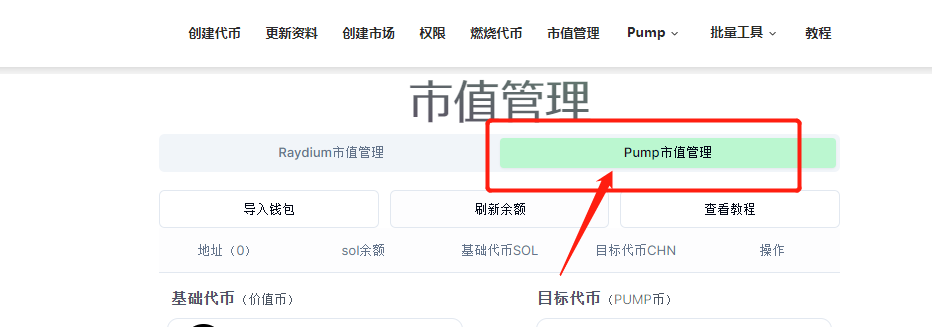 创建代币 更新资料 创建市场 权限 燃烧代币 市值管理 Pump 批量工具 教程
市值管理
Raydium市值管理 Pump市值管理
导入钱包 刷新余额 查看教程
地址（0） sol余额 基础代币SOL 目标代币CHN 操作
基础代币（价值币） 目标代币（PUMP币）